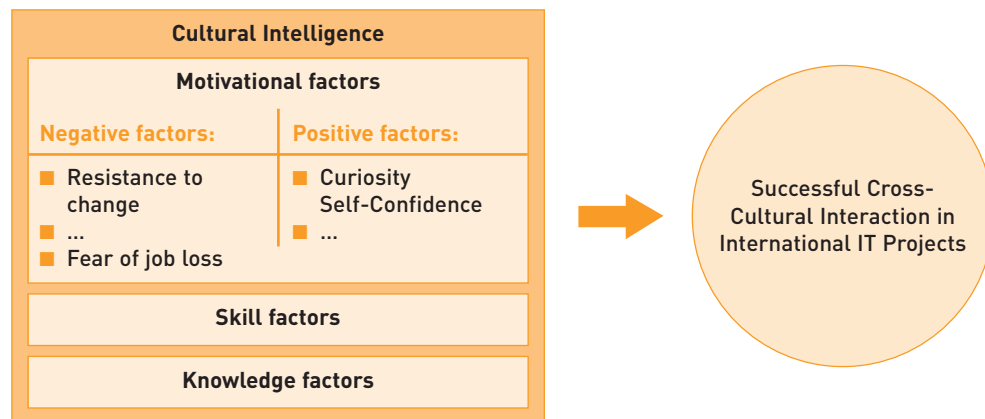 Cultural Intelligence
Motivational factors
Negative factors:
Resistance to
change
...
Fear of job loss
Positive factors:
Curiosity
Self-Confidence
...
Skill factors
Knowledge factors
Successful Cross-
Cultural Interaction in
International IT Projects